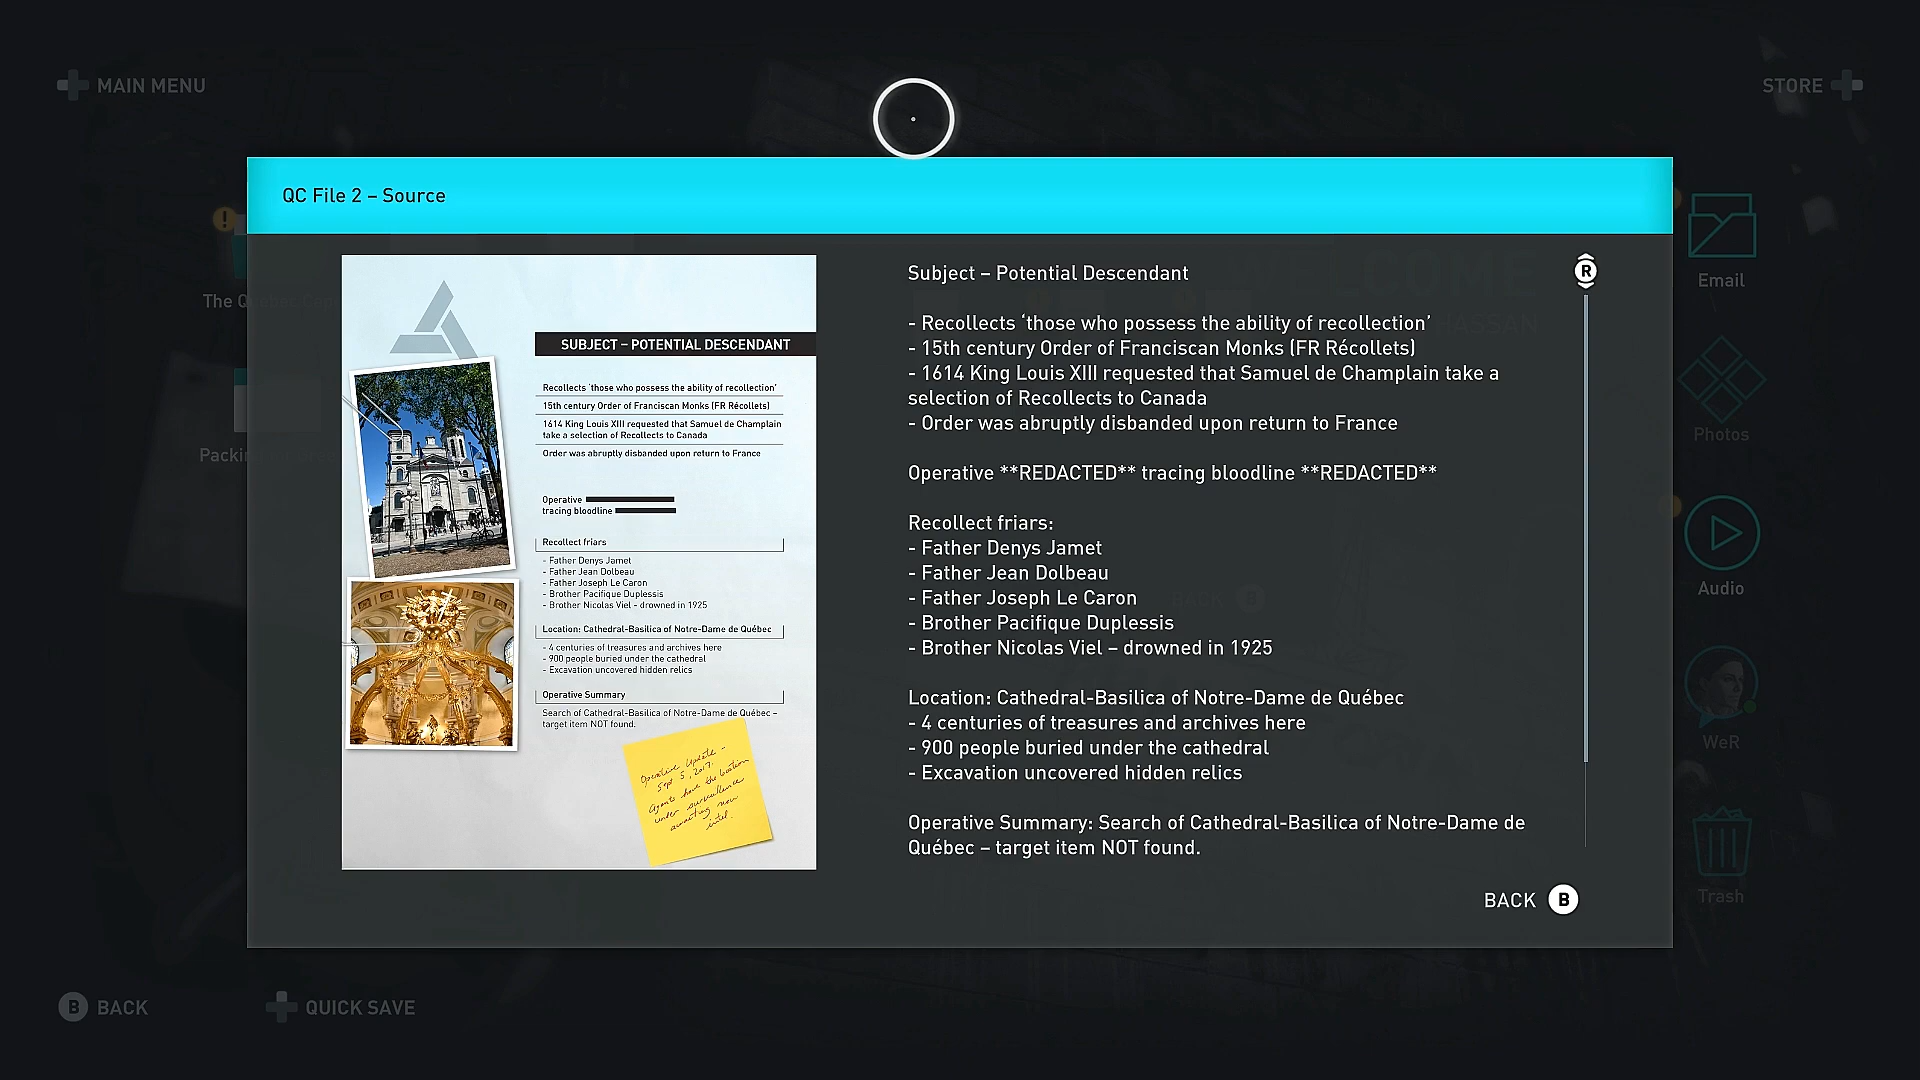 MAIN MENU
STORE
QC File 2 – Source
SUBJECT – POTENTIAL DESCENDANT
Recollects 'those who possess the ability of recollection'
15th century Order of Franciscan Monks (FR Récollets)
1614 King Louis XIII requested that Samuel de Champlain
take a selection of Recollects to Canada
Order was abruptly disbanded upon return to France
Operative
tracing bloodline
Recollect friars
- Father Denys Jamet
- Father Jean Dolbeau
- Father Joseph Le Caron
- Brother Pacifique Duplessis
- Brother Nicolas Viel - drowned in 1925
Location: Cathedral-Basilica of Notre-Dame de Québec
- 4 centuries of treasures and archives here
- 900 people buried under the cathedral
- Excavation uncovered hidden relics
Operative Summary
Search of Cathedral-Basilica of Notre-Dame de Québec –
target item NOT found.
Operative Update -
Sept 5, 2017.
Agents have the location
under surveillance
awaiting new
intel.
Subject – Potential Descendant
- Recollects ‘those who possess the ability of recollection’
- 15th century Order of Franciscan Monks (FR Récollets)
- 1614 King Louis XIII requested that Samuel de Champlain take a
selection of Recollects to Canada
- Order was abruptly disbanded upon return to France
Operative **REDACTED** tracing bloodline **REDACTED**
Recollect friars:
- Father Denys Jamet
- Father Jean Dolbeau
- Father Joseph Le Caron
- Brother Pacifique Duplessis
- Brother Nicolas Viel – drowned in 1925
Location: Cathedral-Basilica of Notre-Dame de Québec
- 4 centuries of treasures and archives here
- 900 people buried under the cathedral
- Excavation uncovered hidden relics
Operative Summary: Search of Cathedral-Basilica of Notre-Dame de
Québec – target item NOT found.
R
BACK B
The
Email
Photos
Audio
WeR
Trash
B BACK
QUICK SAVE